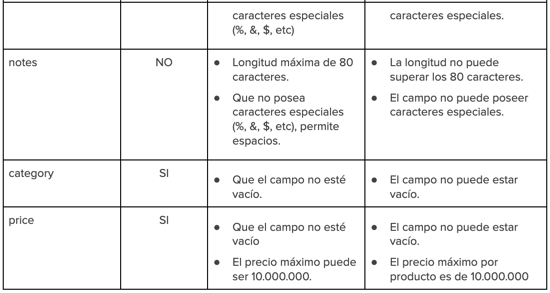 caracteres especiales
(%, &, $, etc)
caracteres especiales.
notes
NO
● Longitud máxima de 80
caracteres.
● Que no posea
caracteres especiales
(%, &, $, etc), permite
espacios.
● La longitud no puede
superar los 80 caracteres.
● El campo no puede poseer
caracteres especiales.
category
SI
● Que el campo no esté
vacío.
● El campo no puede estar
vacío.
price
SI
● Que el campo no esté
vacío
● El precio máximo puede
ser 10.000.000.
● El campo no puede estar
vacío.
● El precio máximo por
producto es de 10.000.000